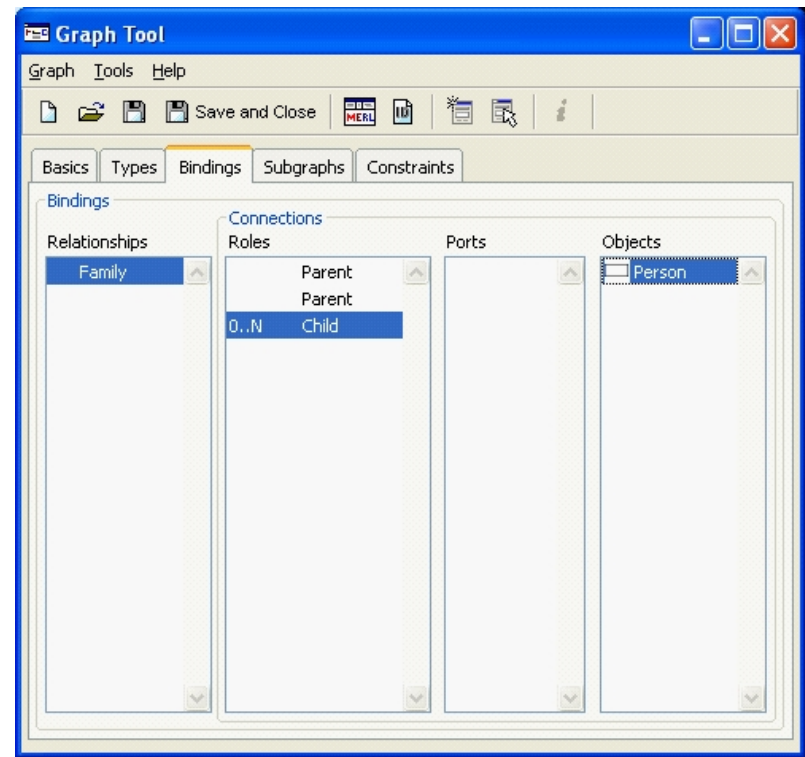 Graph Tool
Graph Tools Help
Save and Close MERL ID i
Basics Types Bindings Subgraphs Constraints
Bindings
Connections
Relationships Roles Ports Objects
Family Parent Person
Parent
0..N Child